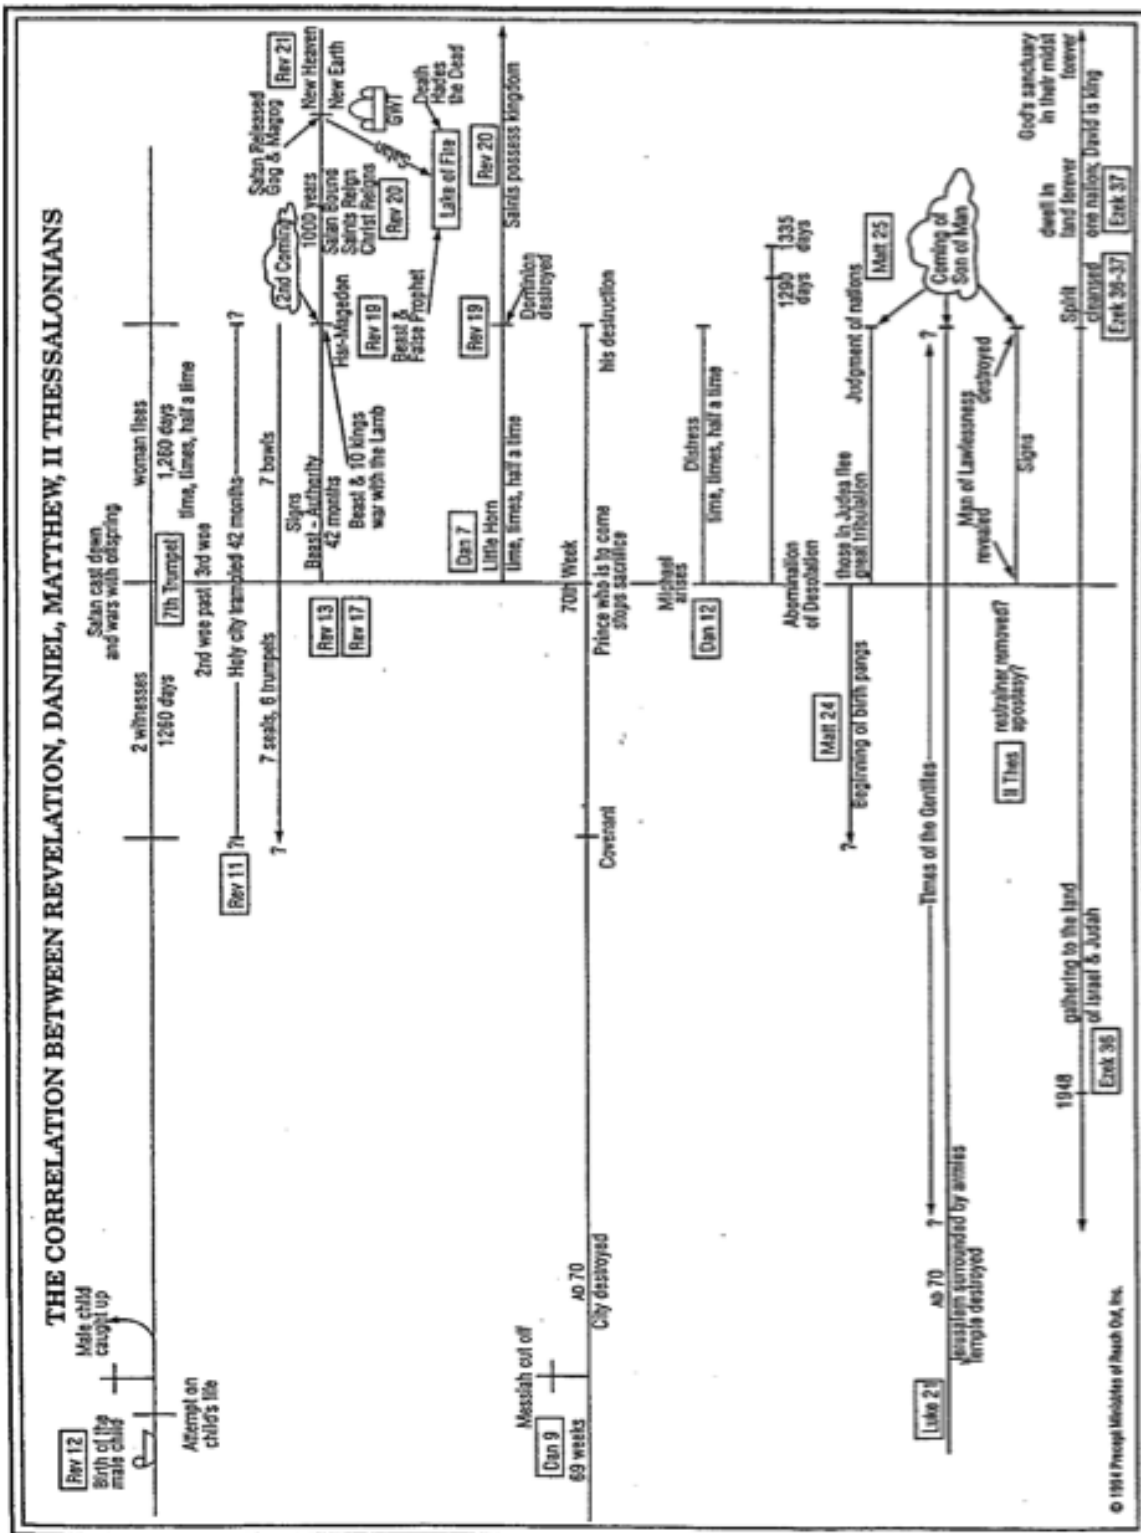 THE CORRELATION BETWEEN REVELATION, DANIEL, MATTHEW, II THESSALONIANS
Rev 12
Birth of the
male child
Attempt on
child's life
Male child
caught up
2 witnesses
1260 days
Satan cast down
and wars with offspring
7th Trumpet
woman flees
1,260 days
time, times, half a time
2nd woe past
3rd woe
Rev 11
?
Holy city trampled 42 months
?
?
7 seals, 6 trumpets
7 bowls
Rev 13
Rev 17
Signs
Beast - Authority
42 months
Beast & 10 kings
war with the Lamb
2nd Coming
Har-Magedon
Rev 19
Beast &
False Prophet
1000 years
Satan Bound
Saints Reign
Christ Reigns
Rev 20
Satan Released
Gog & Magog
Rev 21
New Heaven
New Earth
GWT
Lake of Fire
Death
Hades
the Dead
Dan 7
Little Horn
time, times, half a time
Rev 19
Dominion
destroyed
Rev 20
Saints possess kingdom
Dan 9
69 weeks
Messiah cut off
AD 70
City destroyed
Covenant
70th Week
Prince who is to come
stops sacrifice
his destruction
Michael
arises
Dan 12
Distress
time, times, half a time
1290
days
1335
days
Abomination
of Desolation
Matt 24
?
Beginning of birth pangs
those in Judea flee
great tribulation
Judgment of nations
Matt 25
Coming of
Son of Man
?
Times of the Gentiles
?
Luke 21
AD 70
Jerusalem surrounded by armies
Temple destroyed
II Thes
restrainer removed?
apostasy?
Man of Lawlessness
revealed
destroyed
Signs
1948
Ezek 36
gathering to the land
of Israel & Judah
Spirit
cleansed
Ezek 36-37
dwell in
land forever
one nation, David is king
Ezek 37
God's sanctuary
in their midst
forever
© 1994 Precept Ministries of Reach Out, Inc.